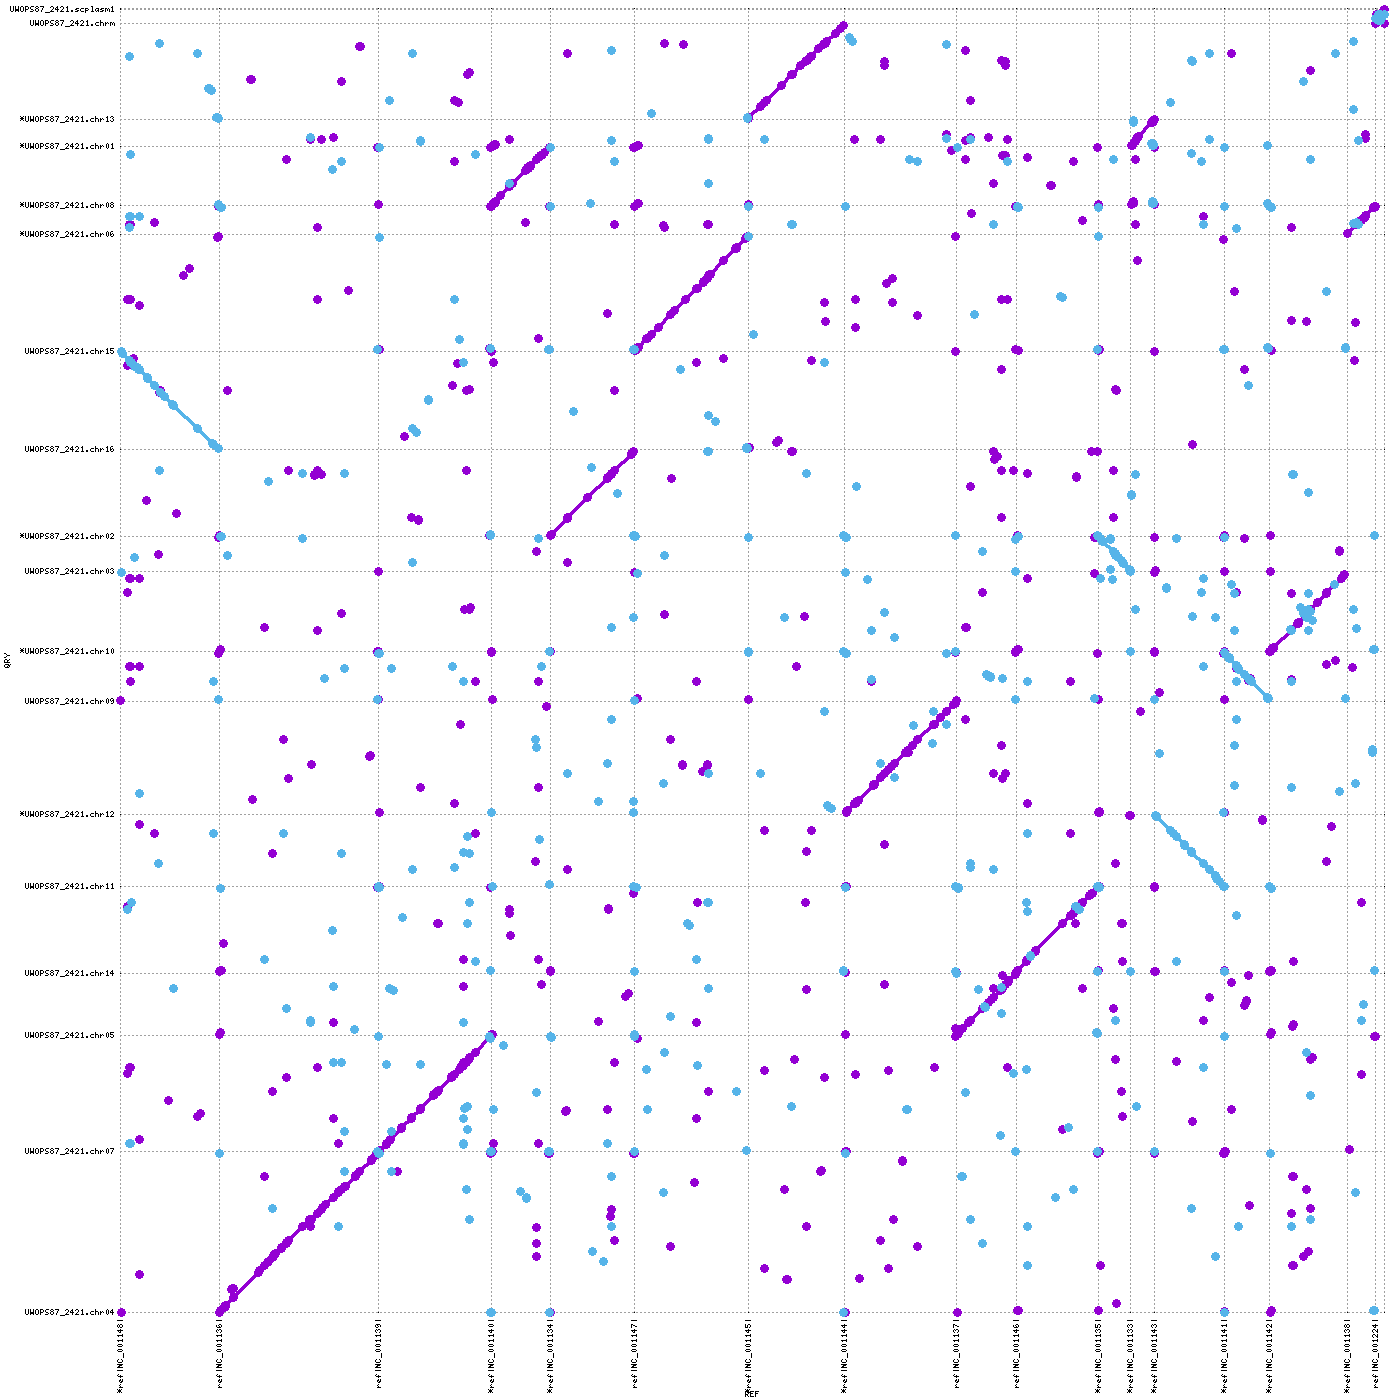 UWOPS87_2421.scplasm1
UWOPS87_2421.chrm
*UWOPS87_2421.chr13
*UWOPS87_2421.chr01
*UWOPS87_2421.chr08
*UWOPS87_2421.chr06
UWOPS87_2421.chr15
UWOPS87_2421.chr16
*UWOPS87_2421.chr02
UWOPS87_2421.chr03
*UWOPS87_2421.chr10
UWOPS87_2421.chr09
*UWOPS87_2421.chr12
UWOPS87_2421.chr11
UWOPS87_2421.chr14
UWOPS87_2421.chr05
UWOPS87_2421.chr07
UWOPS87_2421.chr04
QRY
*ref|NC_001148|
ref|NC_001136|
ref|NC_001139|
*ref|NC_001140|
*ref|NC_001134|
ref|NC_001147|
*ref|NC_001145|
*ref|NC_001144|
ref|NC_001137|
ref|NC_001146|
*ref|NC_001135|
*ref|NC_001133|
*ref|NC_001143|
*ref|NC_001141|
*ref|NC_001142|
*ref|NC_001138|
ref|NC_001224|
REF